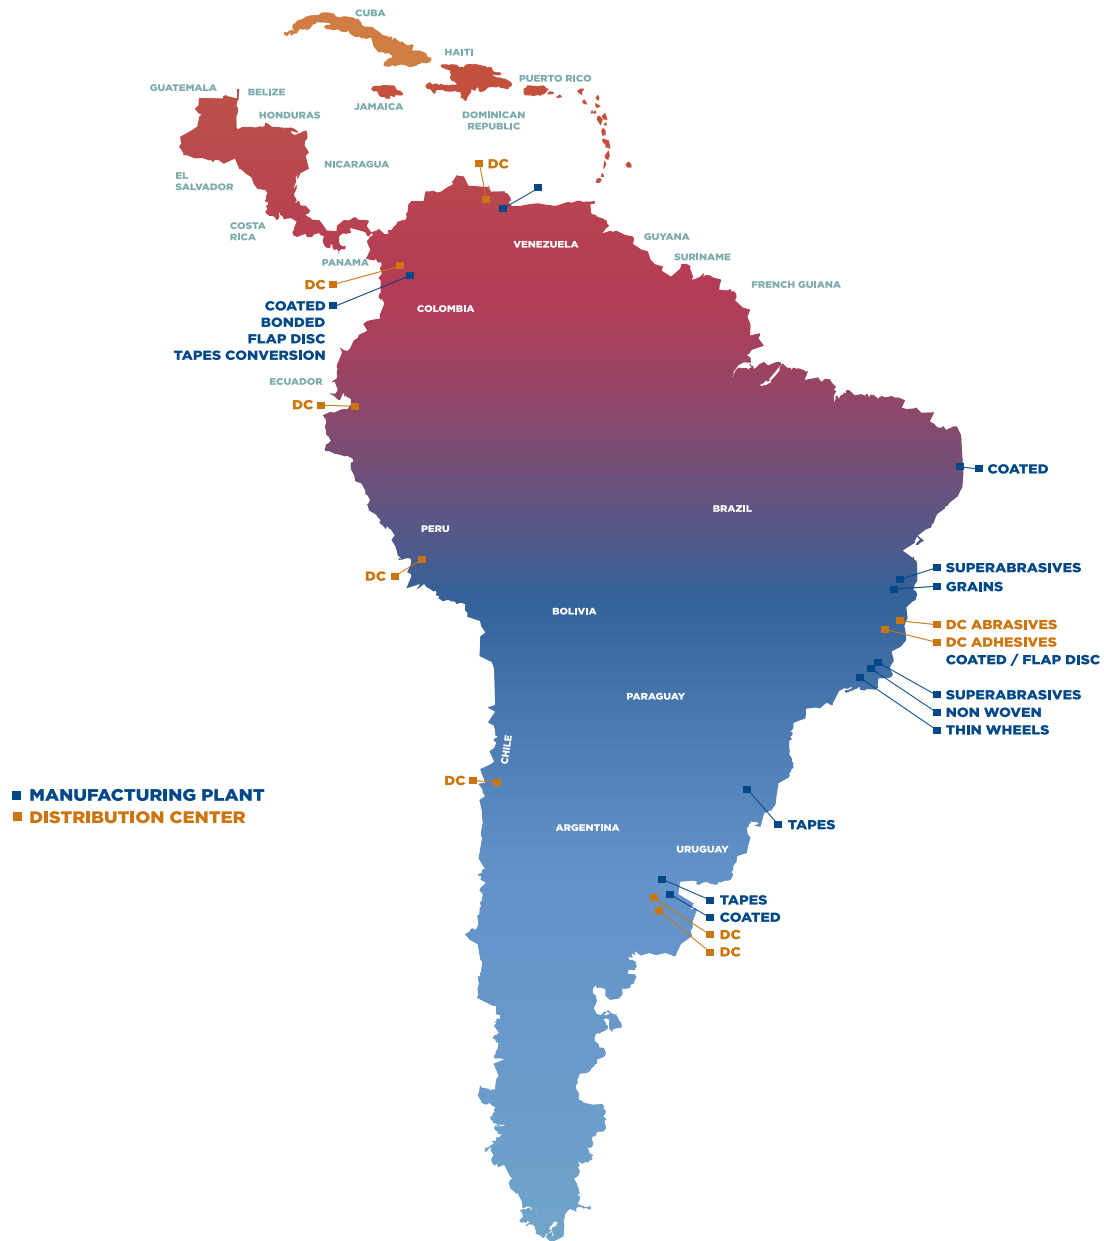 CUBA
HAITI
PUERTO RICO
GUATEMALA
BELIZE
JAMAICA
HONDURAS
DOMINICAN
REPUBLIC
NICARAGUA
DC
EL
SALVADOR
COSTA
RICA
VENEZUELA
GUYANA
SURINAME
PANAMA
FRENCH GUIANA
DC
COATED
BONDED
FLAP DISC
TAPES CONVERSION
COLOMBIA
ECUADOR
DC
COATED
BRAZIL
PERU
DC
SUPERABRASIVES
GRAINS
BOLIVIA
DC ABRASIVES
DC ADHESIVES
COATED / FLAP DISC
SUPERABRASIVES
NON WOVEN
THIN WHEELS
PARAGUAY
CHILE
DC
MANUFACTURING PLANT
DISTRIBUTION CENTER
TAPES
ARGENTINA
URUGUAY
TAPES
COATED
DC
DC